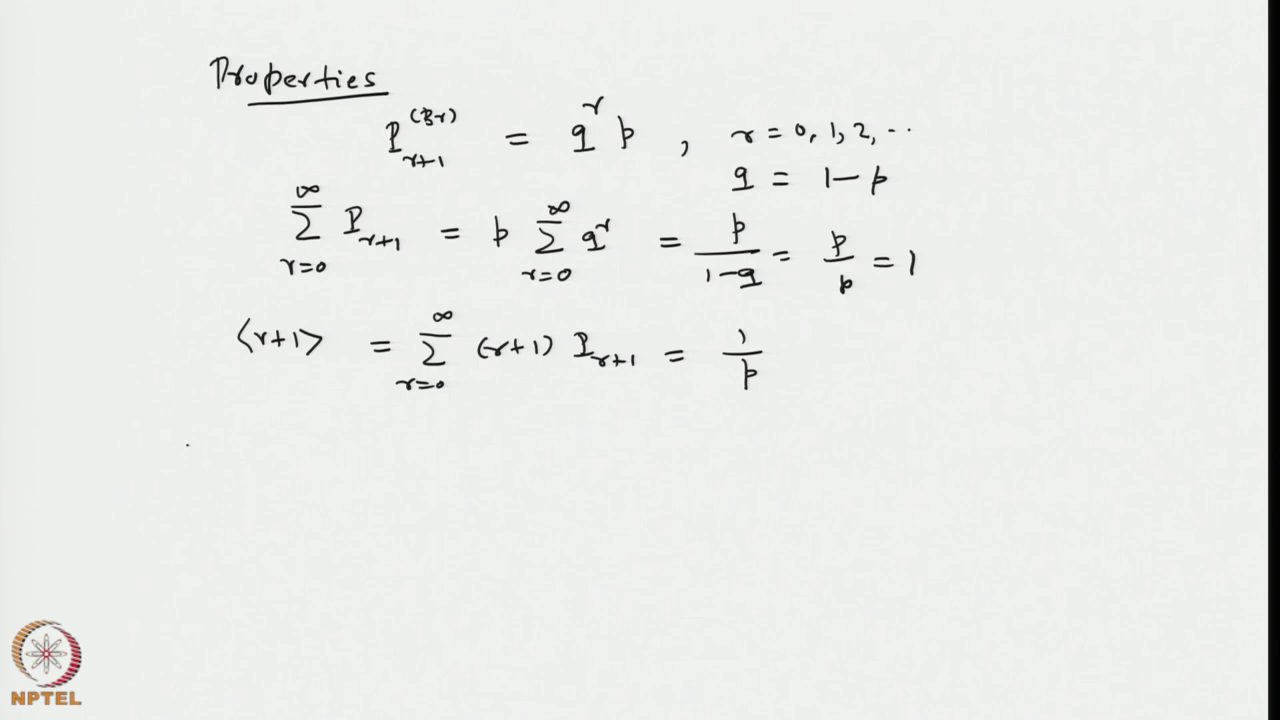 Properties
P_{r+1}^{(Br)} = q^r p , r = 0, 1, 2, ..
q = 1 - p
∑_{r=0}^{∞} P_{r+1} = p ∑_{r=0}^{∞} q^r = p/(1-q) = p/p = 1
⟨r+1⟩ = ∑_{r=0}^{∞} (r+1) P_{r+1} = 1/p
NPTEL